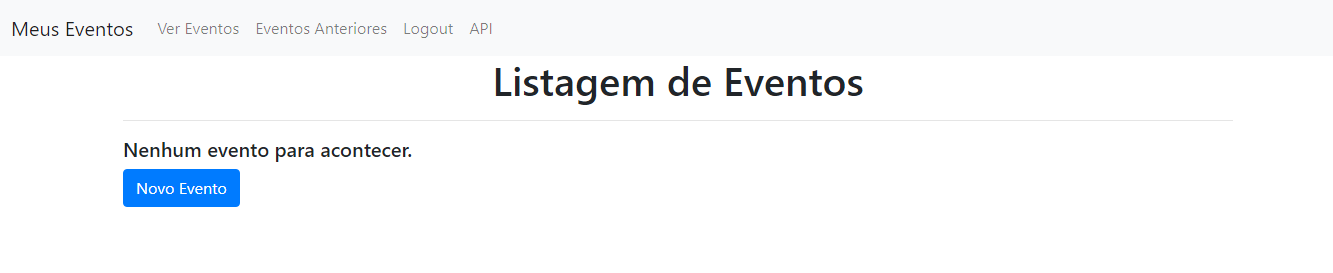 Meus Eventos Ver Eventos Eventos Anteriores Logout API
Listagem de Eventos
Nenhum evento para acontecer.
Novo Evento